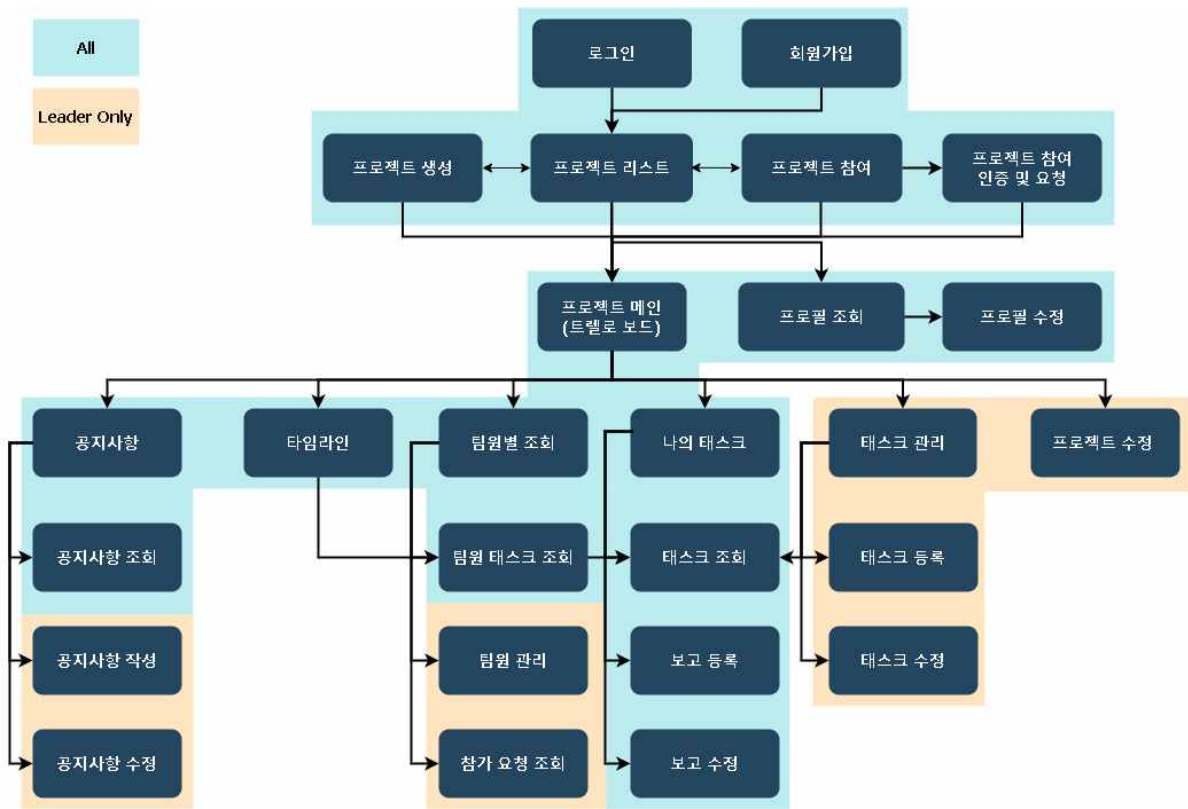 All
Leader Only
로그인
회원가입
프로젝트 생성
프로젝트 리스트
프로젝트 참여
프로젝트 참여
인증 및 요청
프로젝트 메인
(트렐로 보드)
프로필 조회
프로필 수정
공지사항
타임라인
팀원별 조회
나의 태스크
태스크 관리
프로젝트 수정
공지사항 조회
팀원 태스크 조회
태스크 조회
태스크 등록
공지사항 작성
팀원 관리
보고 등록
태스크 수정
공지사항 수정
참가 요청 조회
보고 수정